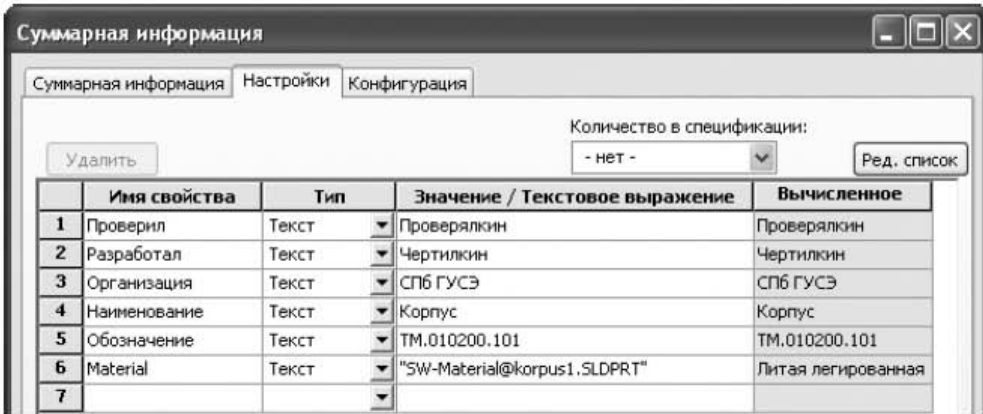 Суммарная информация
Суммарная информация Настройки Конфигурация
Количество в спецификации:
Удалить - нет - Ред. список
Имя свойства Тип Значение / Текстовое выражение Вычисленное
1 Проверил Текст Проверялкин Проверялкин
2 Разработал Текст Чертилкин Чертилкин
3 Организация Текст СПб ГУСЭ СПб ГУСЭ
4 Наименование Текст Корпус Корпус
5 Обозначение Текст ТМ.010200.101 ТМ.010200.101
6 Material Текст "SW-Material@korpus1.SLDPRT" Литая легированная
7